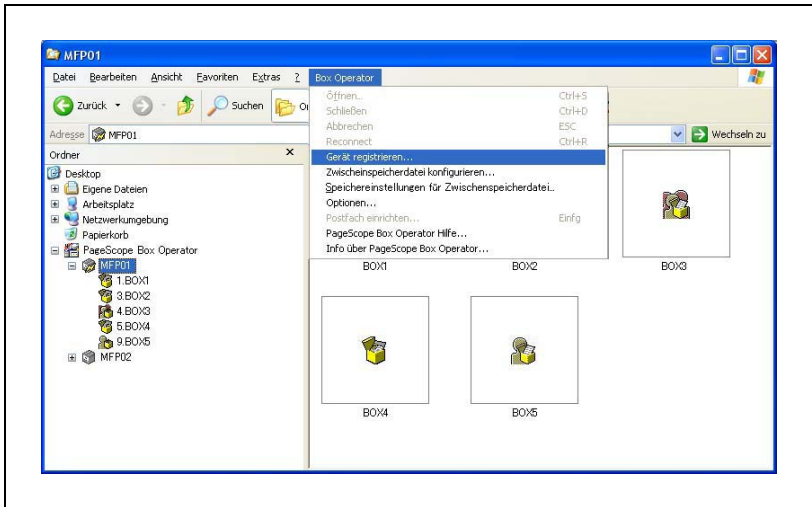 MFP01
Datei Bearbeiten Ansicht Favoriten Extras ? Box Operator
Zurück Suchen
Adresse MFP01 Wechseln zu
Ordner x
Öffnen.. Ctrl+S
Schließen Ctrl+D
Abbrechen ESC
Reconnect Ctrl+R
Gerät registrieren...
Zwischeinspeicherdatei konfigurieren...
Speichereinstellungen für Zwischenspeicherdatei..
Optionen...
Postfach einrichten... Einfg
PageScope Box Operator Hilfe...
Info über PageScope Box Operator...
Desktop
Eigene Dateien
Arbeitsplatz
Netzwerkumgebung
Papierkorb
PageScope Box Operator
MFP01
1.BOX1
3.BOX2
4.BOX3
5.BOX4
9.BOX5
MFP02
BOX1 BOX2 BOX3
BOX4 BOX5